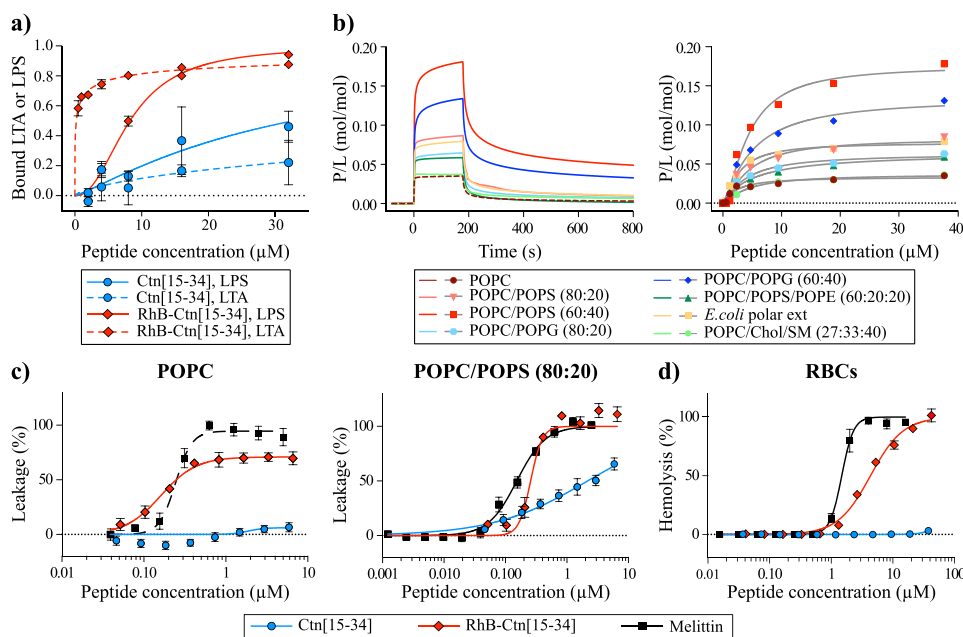 a)
Bound LTA or LPS
1.0
0.8
0.6
0.4
0.2
0.0
0
10
20
30
Peptide concentration (µM)
Ctn[15-34], LPS
Ctn[15-34], LTA
RhB-Ctn[15-34], LPS
RhB-Ctn[15-34], LTA
b)
P/L (mol/mol)
0.20
0.15
0.10
0.05
0.00
0
200
400
600
800
Time (s)
P/L (mol/mol)
0.20
0.15
0.10
0.05
0.00
0
10
20
30
40
Peptide concentration (µM)
POPC
POPC/POPS (80:20)
POPC/POPS (60:40)
POPC/POPG (80:20)
POPC/POPG (60:40)
POPC/POPS/POPE (60:20:20)
E.coli polar ext
POPC/Chol/SM (27:33:40)
c)
POPC
Leakage (%)
100
50
0
0.01
0.10
1
10
Peptide concentration (µM)
POPC/POPS (80:20)
Leakage (%)
100
50
0
0.001
0.01
0.1
1
10
Peptide concentration (µM)
d)
RBCs
Hemolysis (%)
100
50
0
0.01
0.10
1
10
100
Peptide concentration (µM)
Ctn[15-34]
RhB-Ctn[15-34]
Melittin